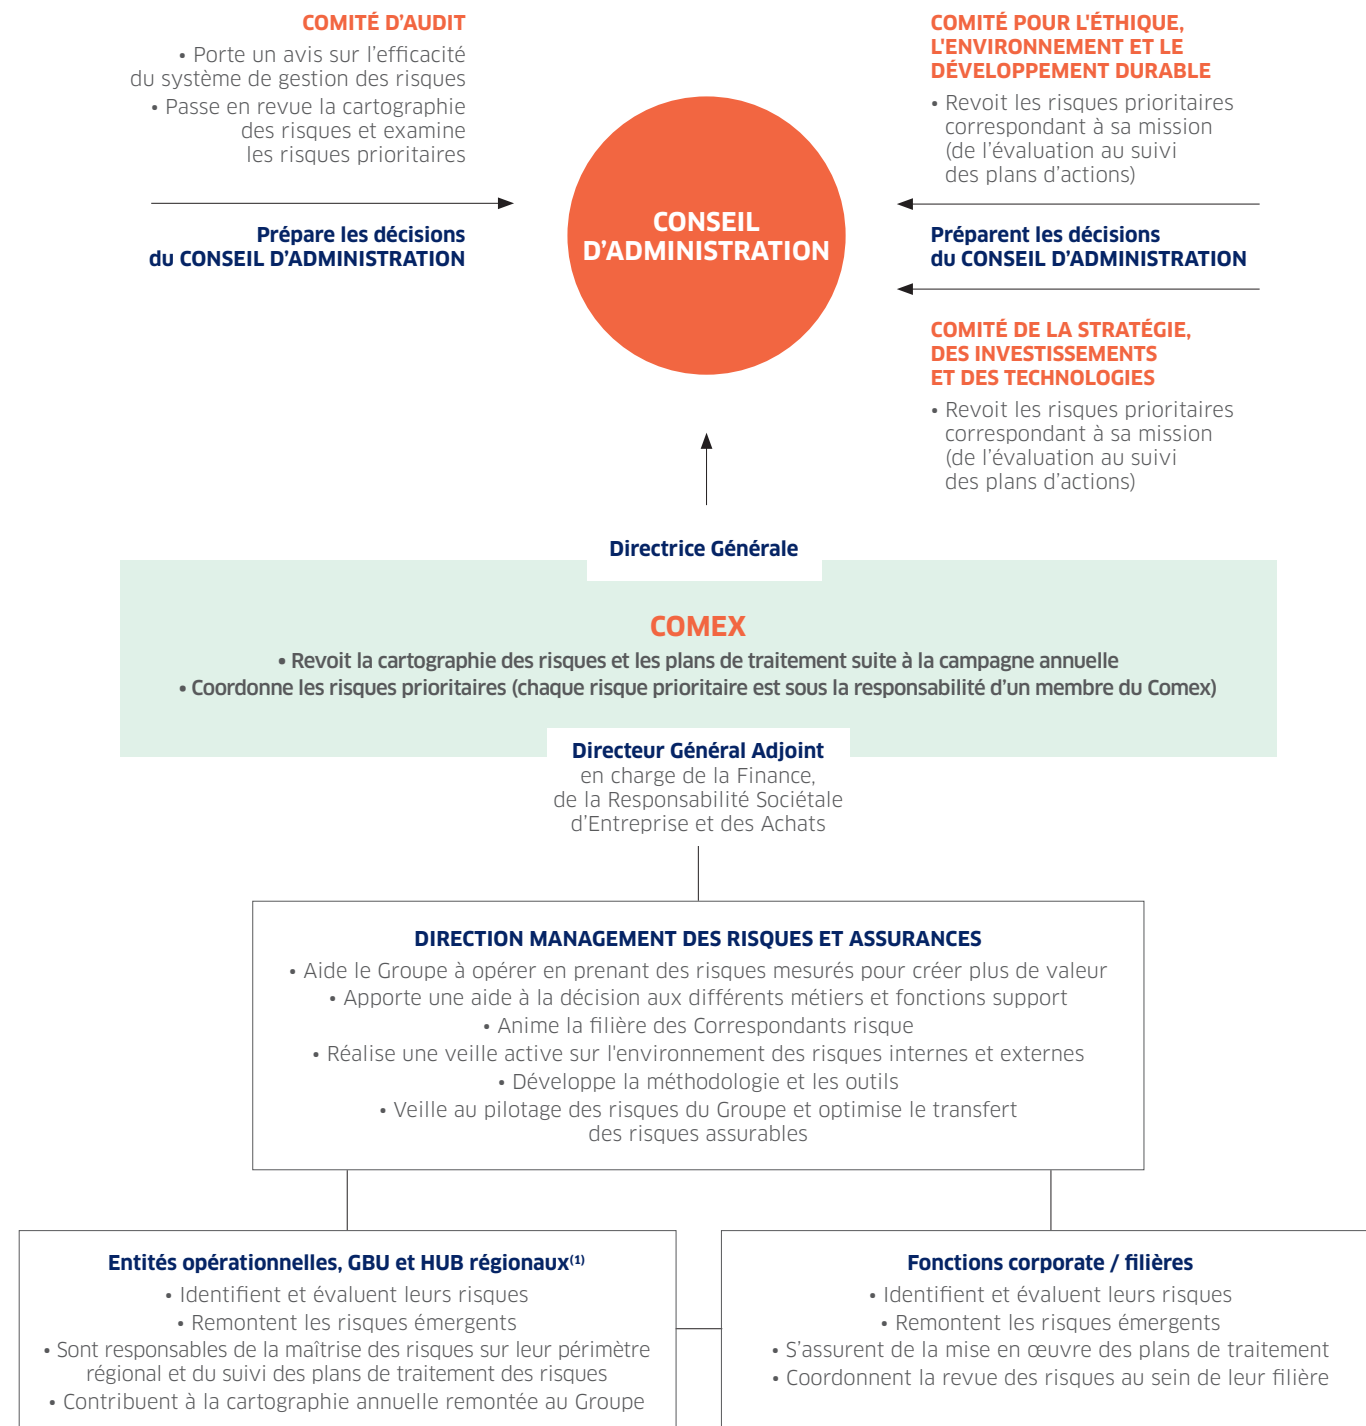 COMITÉ D'AUDIT
• Porte un avis sur l'efficacité
du système de gestion des risques
• Passe en revue la cartographie
des risques et examine
les risques prioritaires
Prépare les décisions
du CONSEIL D'ADMINISTRATION
CONSEIL
D'ADMINISTRATION
COMITÉ POUR L'ÉTHIQUE,
L'ENVIRONNEMENT ET LE
DÉVELOPPEMENT DURABLE
• Revoit les risques prioritaires
correspondant à sa mission
(de l'évaluation au suivi
des plans d'actions)
Préparent les décisions
du CONSEIL D'ADMINISTRATION
COMITÉ DE LA STRATÉGIE,
DES INVESTISSEMENTS
ET DES TECHNOLOGIES
• Revoit les risques prioritaires
correspondant à sa mission
(de l'évaluation au suivi
des plans d'actions)
Directrice Générale
COMEX
• Revoit la cartographie des risques et les plans de traitement suite à la campagne annuelle
• Coordonne les risques prioritaires (chaque risque prioritaire est sous la responsabilité d'un membre du Comex)
Directeur Général Adjoint
en charge de la Finance,
de la Responsabilité Sociétale
d'Entreprise et des Achats
DIRECTION MANAGEMENT DES RISQUES ET ASSURANCES
• Aide le Groupe à opérer en prenant des risques mesurés pour créer plus de valeur
• Apporte une aide à la décision aux différents métiers et fonctions support
• Anime la filière des Correspondants risque
• Réalise une veille active sur l'environnement des risques internes et externes
• Développe la méthodologie et les outils
• Veille au pilotage des risques du Groupe et optimise le transfert
des risques assurables
Entités opérationnelles, GBU et HUB régionaux(1)
• Identifient et évaluent leurs risques
• Remontent les risques émergents
• Sont responsables de la maîtrise des risques sur leur périmètre
régional et du suivi des plans de traitement des risques
• Contribuent à la cartographie annuelle remontée au Groupe
Fonctions corporate / filières
• Identifient et évaluent leurs risques
• Remontent les risques émergents
• S'assurent de la mise en œuvre des plans de traitement
• Coordonnent la revue des risques au sein de leur filière